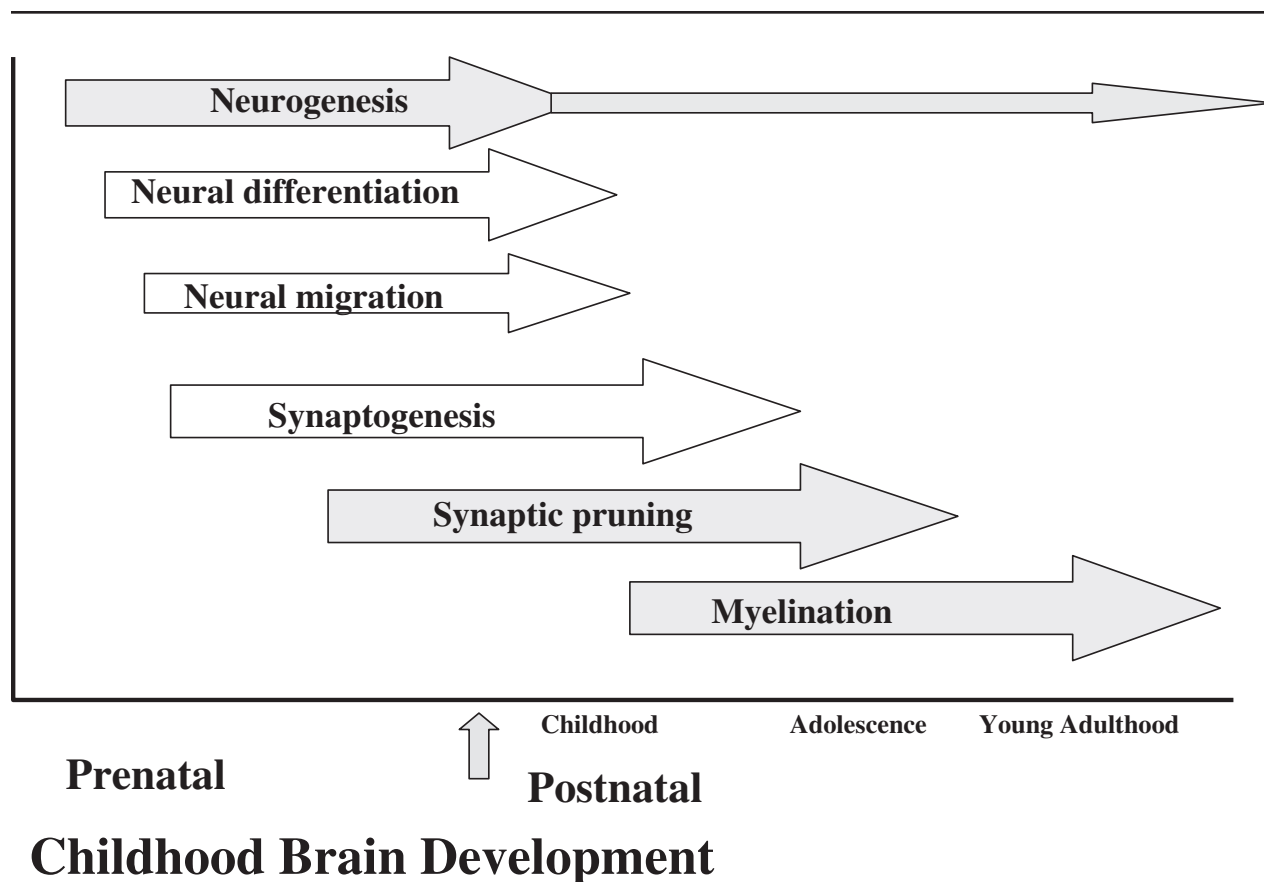 Neurogenesis
Neural differentiation
Neural migration
Synaptogenesis
Synaptic pruning
Myelination
Childhood Adolescence Young Adulthood
Prenatal
Postnatal
Childhood Brain Development